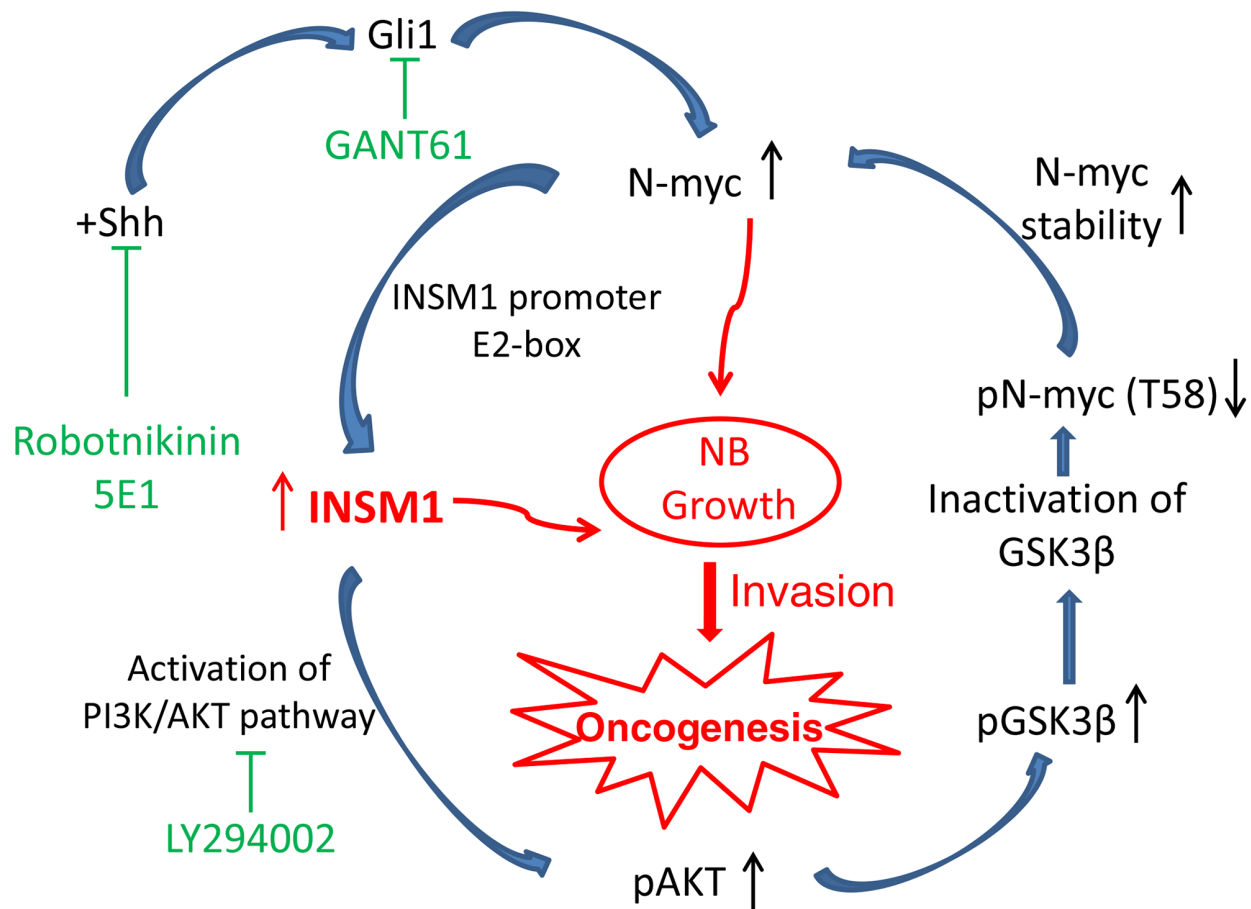 Gli1
GANT61
+Shh
N-myc
N-myc
stability
INSM1 promoter
E2-box
pN-myc (T58)
Robotnikinin
5E1
NB
Growth
INSM1
Inactivation of
GSK3β
Invasion
Activation of
PI3K/AKT pathway
pGSK3β
Oncogenesis
LY294002
pAKT